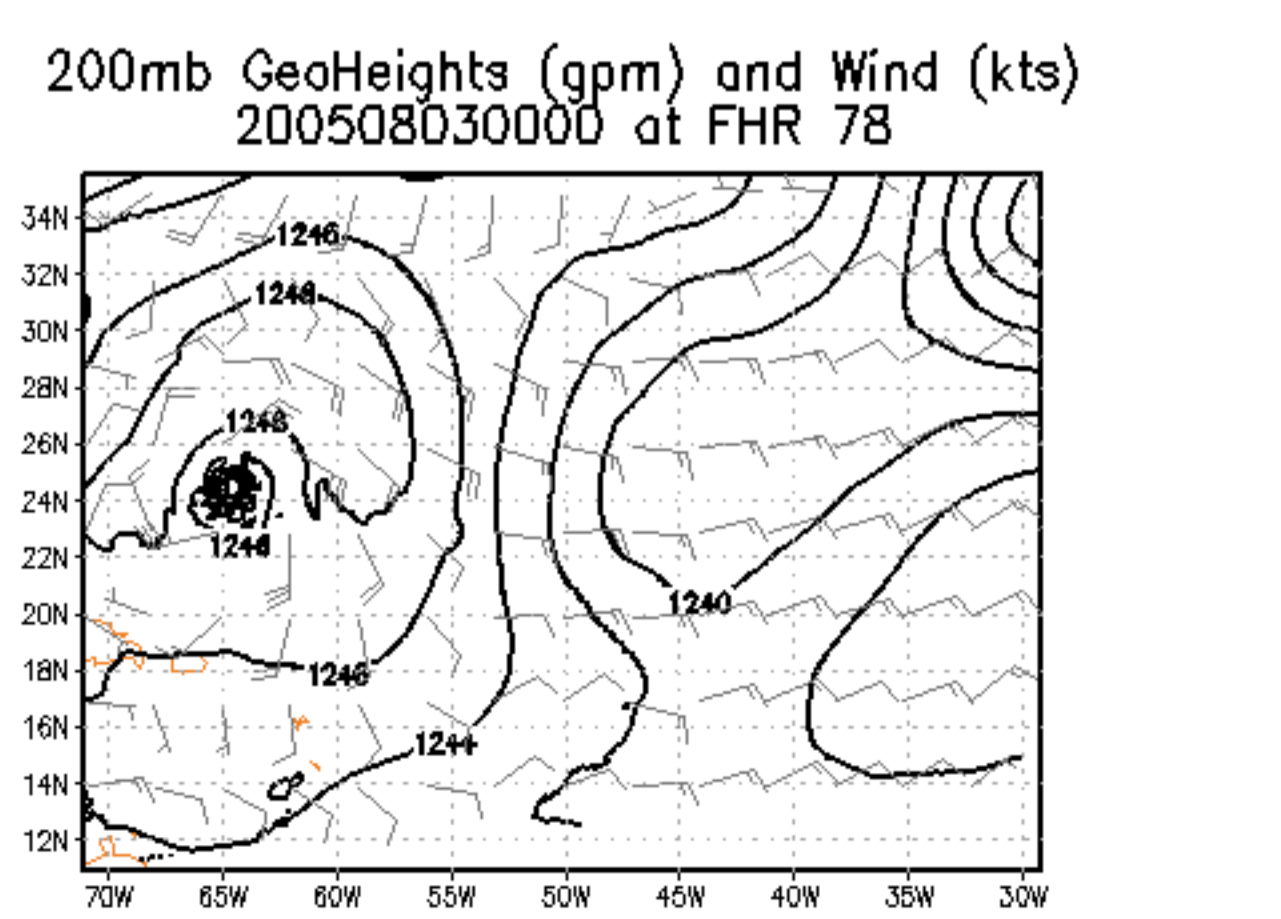 200mb GeoHeights (gpm) and Wind (kts)
200508030000 at FHR 78
34N
1246
32N
1248
30N
28N
1248
26N
24N
1246
22N
1240
20N
18N
1246
16N
1244
14N
12N
70W 65W 60W 55W 50W 45W 40W 35W 30W